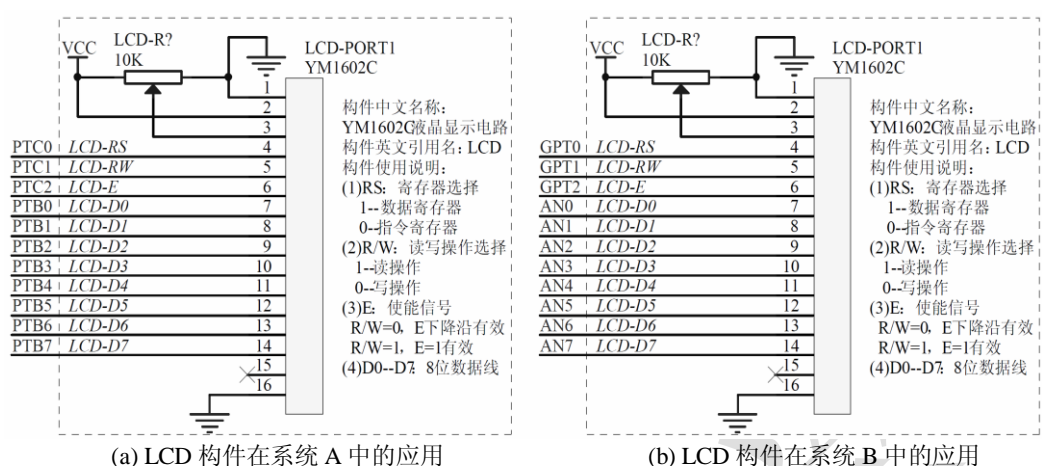 VCC
LCD-R?
10K
LCD-PORT1
YM1602C
1
2
3
PTC0 LCD-RS 4
PTC1 LCD-RW 5
PTC2 LCD-E 6
PTB0 LCD-D0 7
PTB1 LCD-D1 8
PTB2 LCD-D2 9
PTB3 LCD-D3 10
PTB4 LCD-D4 11
PTB5 LCD-D5 12
PTB6 LCD-D6 13
PTB7 LCD-D7 14
15
16
构件中文名称:
YM1602C液晶显示电路
构件英文引用名: LCD
构件使用说明:
(1)RS: 寄存器选择
1--数据寄存器
0--指令寄存器
(2)R/W: 读写操作选择
1--读操作
0--写操作
(3)E: 使能信号
R/W=0, E下降沿有效
R/W=1, E=1有效
(4)D0--D7: 8位数据线
(a) LCD 构件在系统 A 中的应用
VCC
LCD-R?
10K
LCD-PORT1
YM1602C
1
2
3
GPT0 LCD-RS 4
GPT1 LCD-RW 5
GPT2 LCD-E 6
AN0 LCD-D0 7
AN1 LCD-D1 8
AN2 LCD-D2 9
AN3 LCD-D3 10
AN4 LCD-D4 11
AN5 LCD-D5 12
AN6 LCD-D6 13
AN7 LCD-D7 14
15
16
构件中文名称:
YM1602C液晶显示电路
构件英文引用名: LCD
构件使用说明:
(1)RS: 寄存器选择
1--数据寄存器
0--指令寄存器
(2)R/W: 读写操作选择
1--读操作
0--写操作
(3)E: 使能信号
R/W=0, E下降沿有效
R/W=1, E=1有效
(4)D0--D7: 8位数据线
(b) LCD 构件在系统 B 中的应用